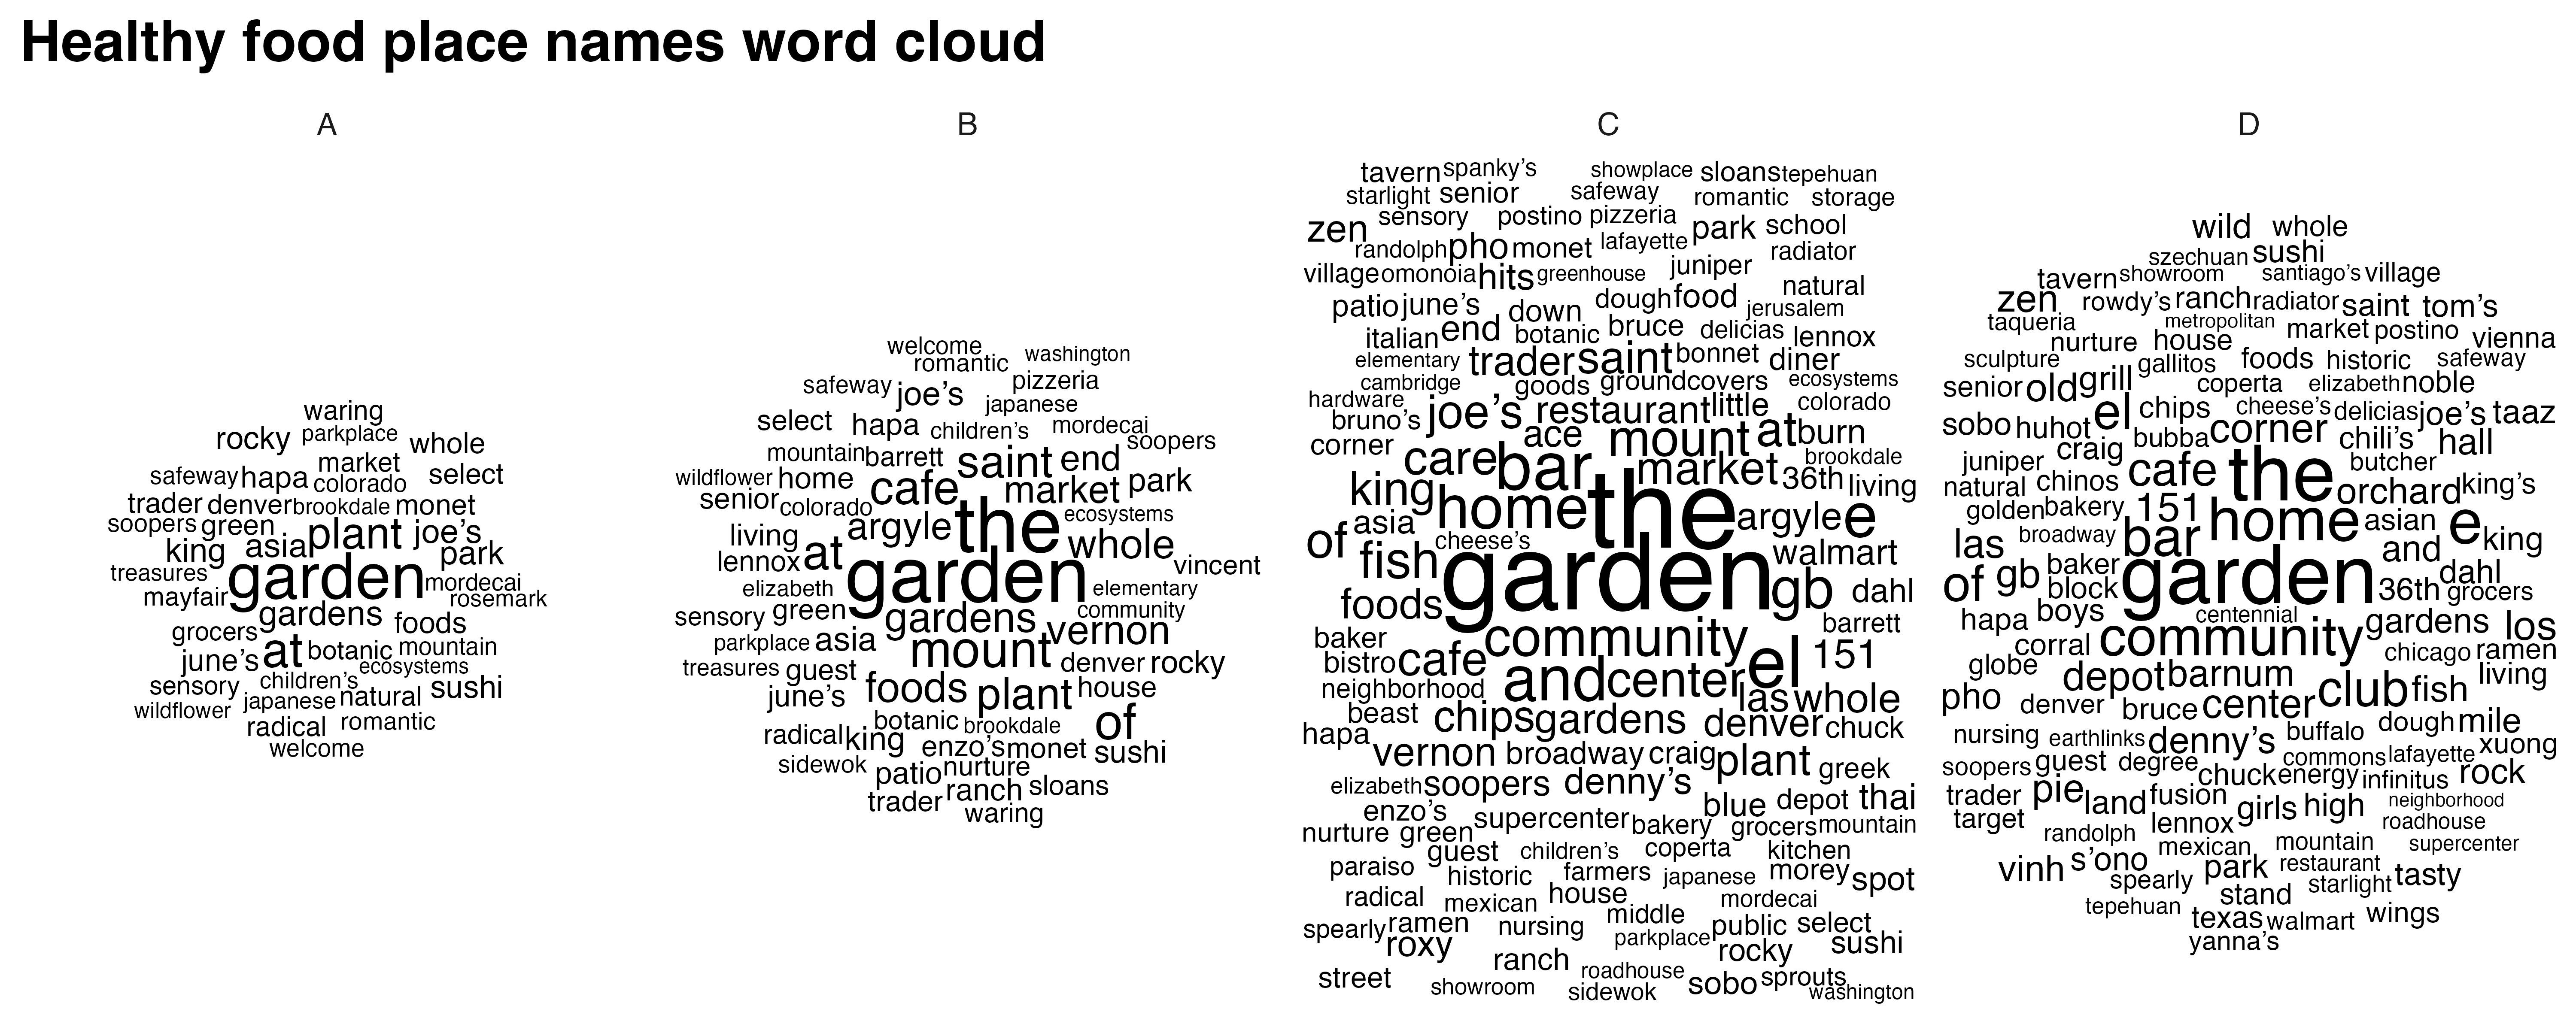 Healthy food place names word cloud
A
waring
rocky parkplace whole
market
safeway hapa colorado select
trader denver brookdale monet
soopers green plant joe's
king asia park
treasures garden mordecai
mayfair rosemark
gardens foods
grocers
june's at botanic mountain
ecosystems
sensory children's
wildflower japanese natural sushi
radical romantic
welcome
B
welcome
romantic washington
safeway joe's pizzeria
japanese
select hapa children's mordecai
soopers
mountain barrett saint end
wildflower home cafe market park
senior colorado
living argyle the ecosystems
lennox at whole vincent
elizabeth garden elementary
sensory green gardens community
parkplace asia vernon
treasures guest mount denver rocky
june's foods plant house
botanic brookdale of
radical king enzo's monet sushi
sidewok patio nurture
trader ranch sloans
waring
C
tavern spanky's showplace sloans tepehuan
starlight senior safeway romantic storage
zen sensory postino pizzeria park school
randolph pho monet lafayette radiator
village omonoia hits greenhouse juniper
natural
patio june's down dough food jerusalem
italian end botanic bruce delicias lennox
elementary trader saint bonnet diner
cambridge goods groundcovers ecosystems
hardware joe's restaurant little colorado
bruno's
corner ace mount at burn
care bar market 36th brookdale
king home the living
of asia argyle e
fish cheese's walmart
foods garden gb dahl
baker community barrett
bistro cafe el 151
neighborhood and center las whole
beast chips gardens denver chuck
hapa vernon broadway craig plant greek
elizabeth soopers denny's blue depot thai
enzo's supercenter bakery grocers mountain
nurture green
guest children's coperta kitchen
paraiso historic farmers japanese morey spot
radical mexican house mordecai
spearly ramen nursing middle public select
roxy parkplace rocky sushi
ranch
street showroom roadhouse sobo sprouts
sidewok washington
D
wild whole
szechuan sushi
tavern showroom santiago's village
zen rowdy's ranch radiator saint tom's
taqueria metropolitan market postino vienna
nurture house
sculpture gallitos foods historic safeway
senior old grill coperta elizabeth noble
el chips cheese's delicias joe's taaz
sobo huhot bubba corner chili's hall
juniper craig cafe the butcher
natural chinos orchard king's
golden bakery 151 home asian e
las broadway bar and king
of gb baker garden 36th dahl
block grocers
hapa boys centennial gardens los
corral community chicago ramen
globe depot barnum living
pho denver bruce center club fish
nursing earthlinks denny's buffalo dough mile
commons lafayette xuong
soopers guest degree chuck energy infinitus rock
trader pie land fusion girls high neighborhood
target lennox roadhouse
randolph mexican mountain supercenter
vinh s'ono park restaurant
spearly stand starlight tasty
tepehuan texas walmart wings
yanna's